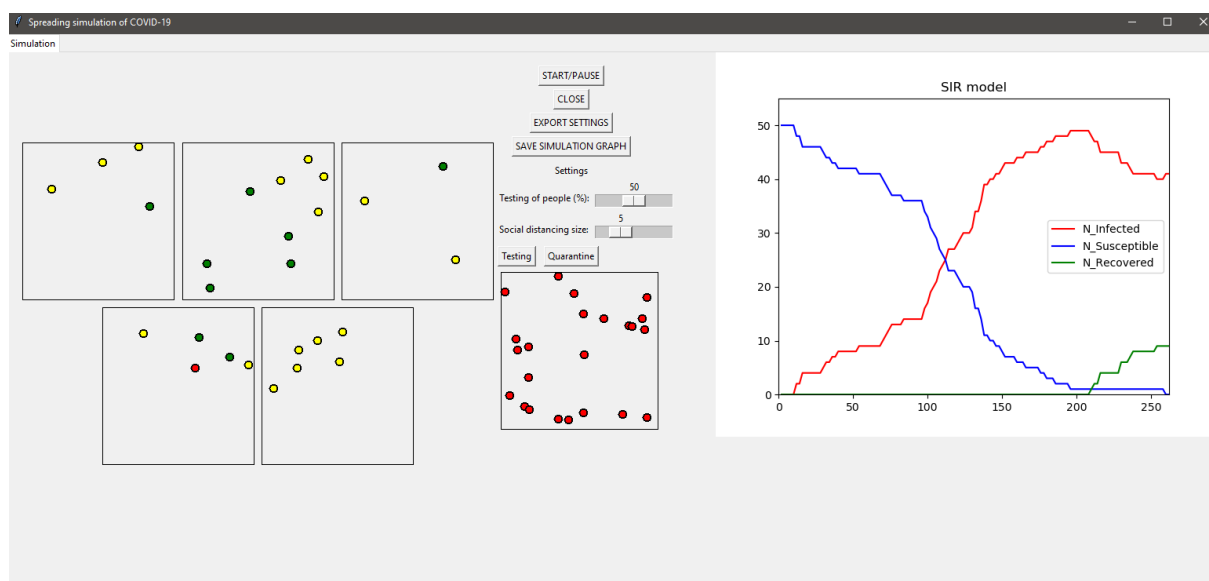 Spreading simulation of COVID-19
Simulation
START/PAUSE
CLOSE
EXPORT SETTINGS
SAVE SIMULATION GRAPH
Settings
50
Testing of people (%):
5
Social distancing size:
Testing Quarantine
SIR model
50
40
30
20
10
0
0 50 100 150 200 250
N_Infected
N_Susceptible
N_Recovered